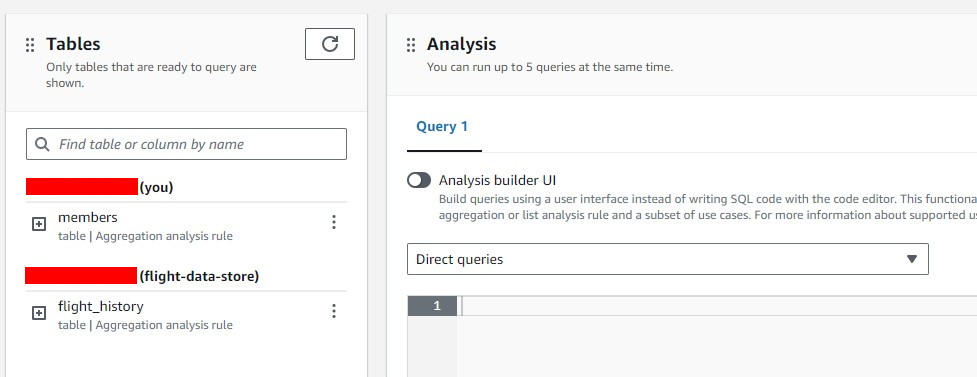 Tables
Only tables that are ready to query are
shown.
Find table or column by name
(you)
members
table | Aggregation analysis rule
(flight-data-store)
flight_history
table | Aggregation analysis rule
Analysis
You can run up to 5 queries at the same time.
Query 1
Analysis builder UI
Build queries using a user interface instead of writing SQL code with the code editor. This functiona
aggregation or list analysis rule and a subset of use cases. For more information about supported u
Direct queries
1